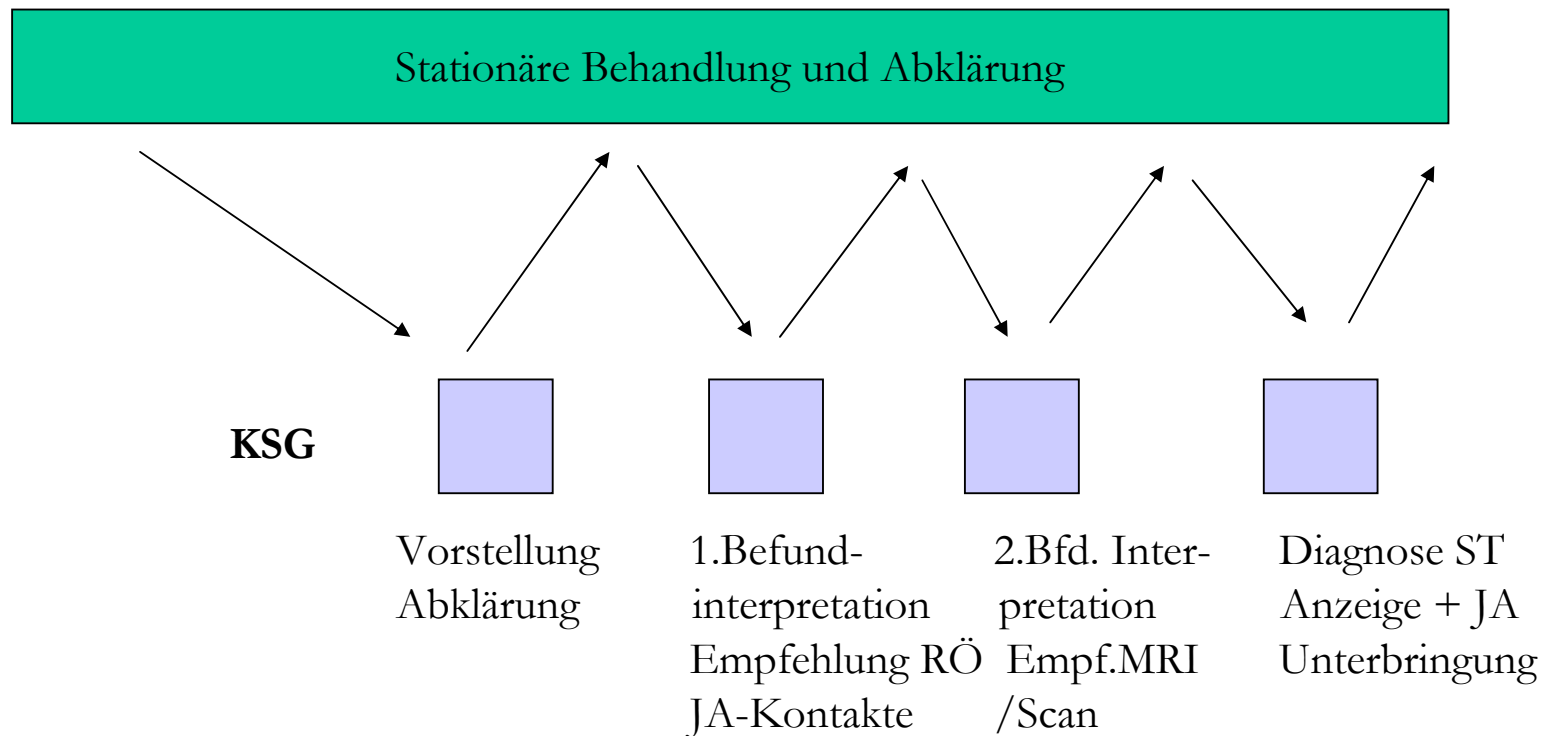 Stationäre Behandlung und Abklärung
KSG
Vorstellung
Abklärung
1.Befund-
interpretation
Empfehlung RÖ
JA-Kontakte
2.Bfd. Inter-
pretation
Empf.MRI
/Scan
Diagnose ST
Anzeige + JA
Unterbringung